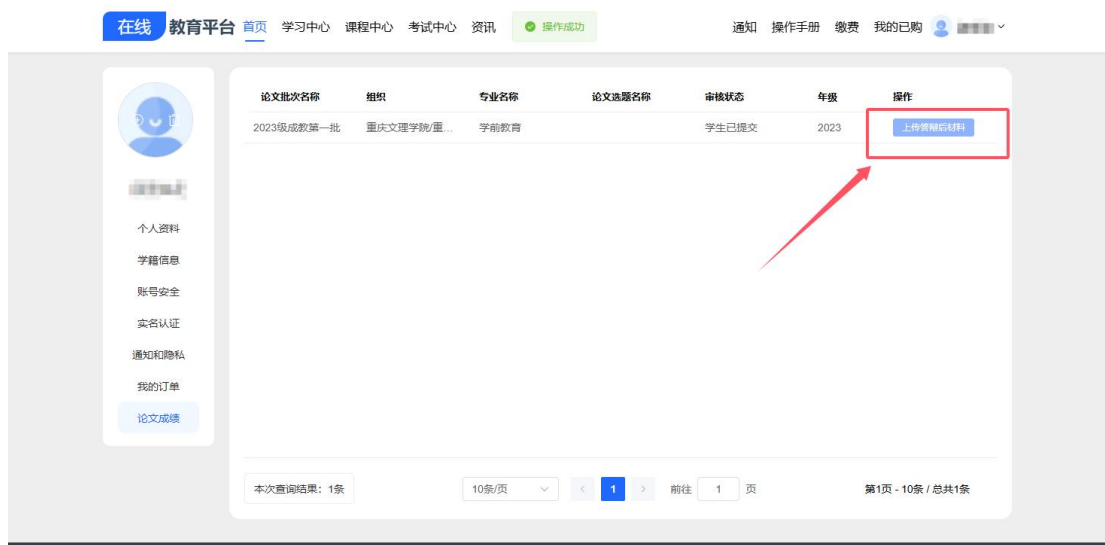 在线 教育平台 首页 学习中心 课程中心 考试中心 资讯 操作成功 通知 操作手册 缴费 我的已购
论文批次名称 组织 专业名称 论文选题名称 审核状态 年级 操作
2023级成教第一批 重庆文理学院/重... 学前教育 学生已提交 2023 上传答辩后材料
个人资料
学籍信息
账号安全
实名认证
通知和隐私
我的订单
论文成绩
本次查询结果：1条 10条/页 1 前往 1 页 第1页 - 10条 / 总共1条